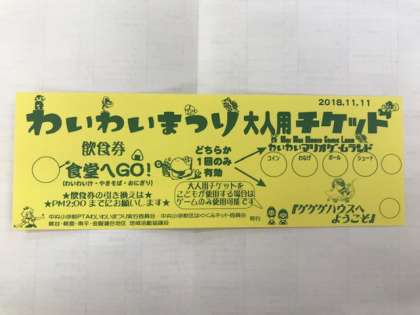 2018.11.11
わいわいまつり 大人用チケット
飲食券
食堂へGO!
(わいわい汁・やきそば・おにぎり)
★飲食券の引き換えは★
★PM2:00までにお願いします★
どちらか
1回のみ
有効
大人用チケットを
こどもが使用する場合は
ゲームのみ使用可能です
わいわいマリオゲームランド
コイン わなげ ボール シュート
『ゲゲゲハウスへ
ようこそ』
発行